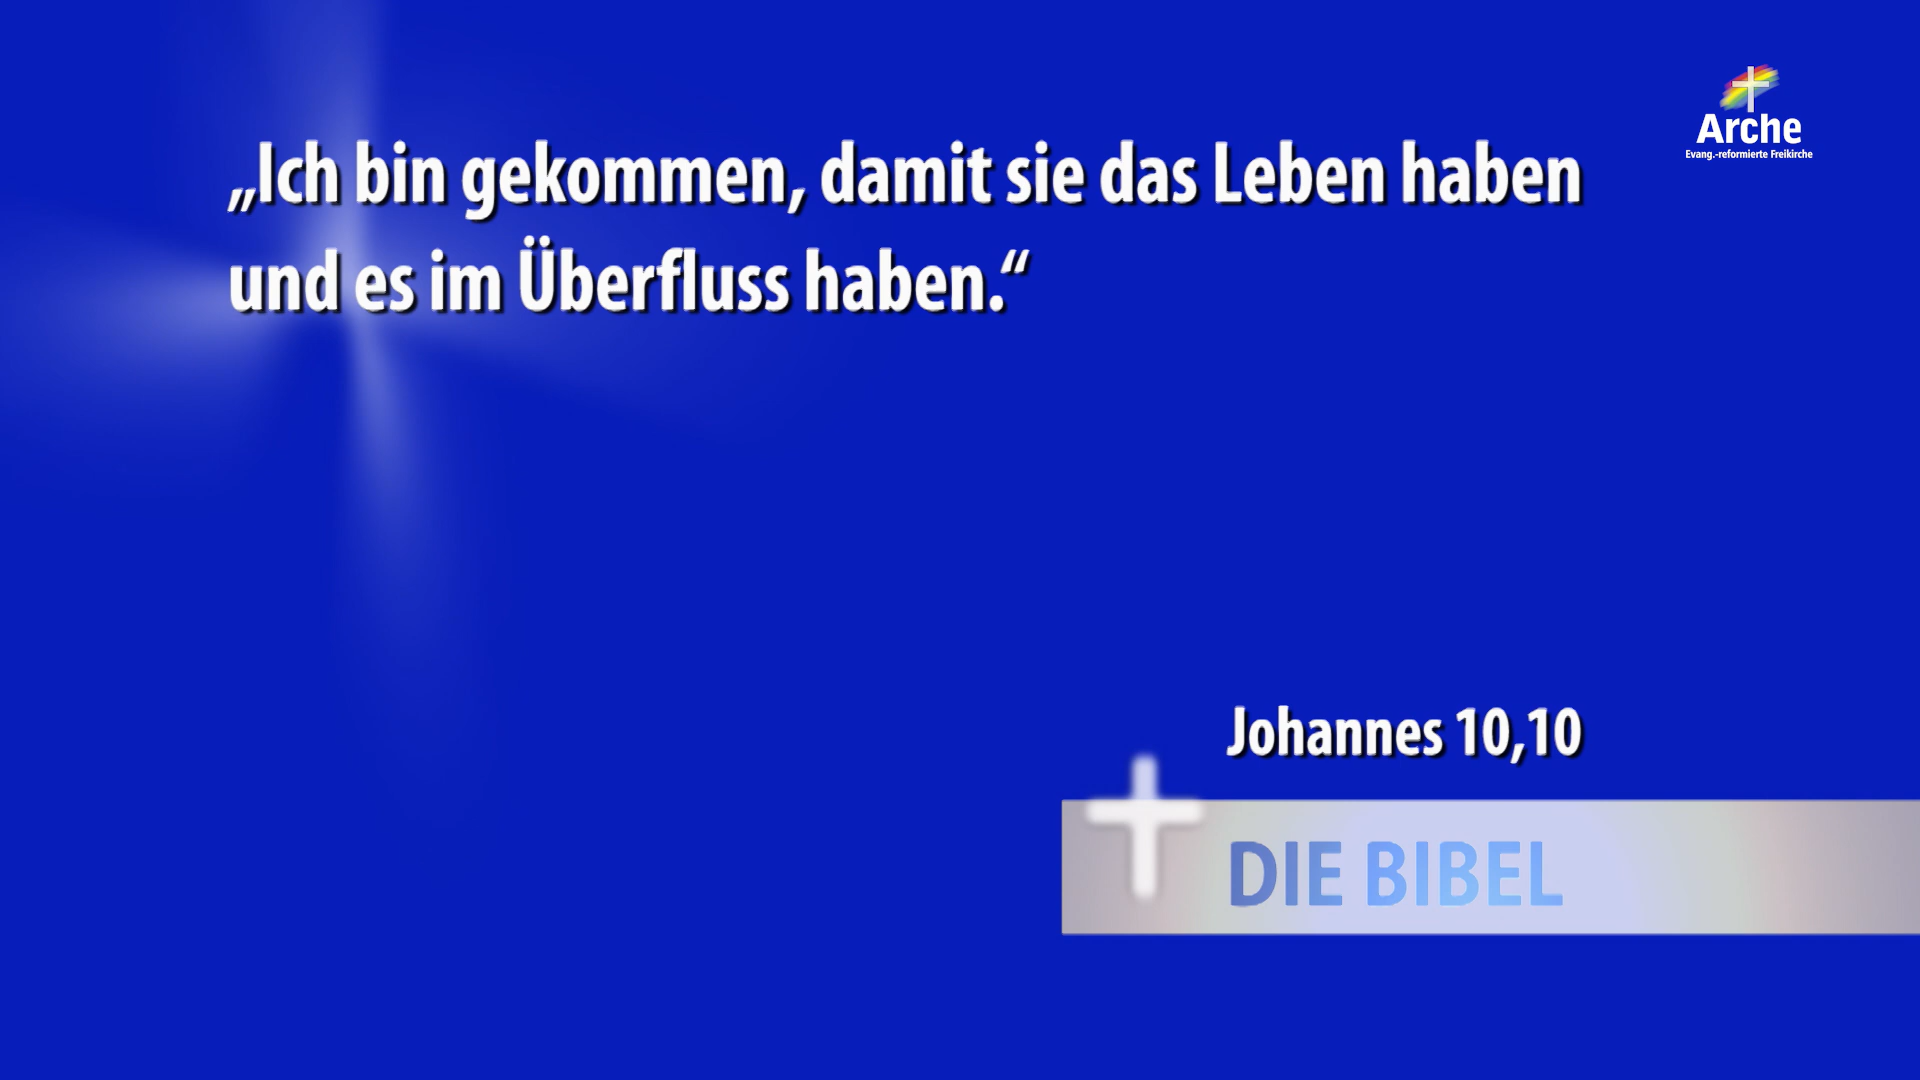 Arche
Evang.-reformierte Freikirche
„Ich bin gekommen, damit sie das Leben haben
und es im Überfluss haben.“
Johannes 10,10
DIE BIBEL